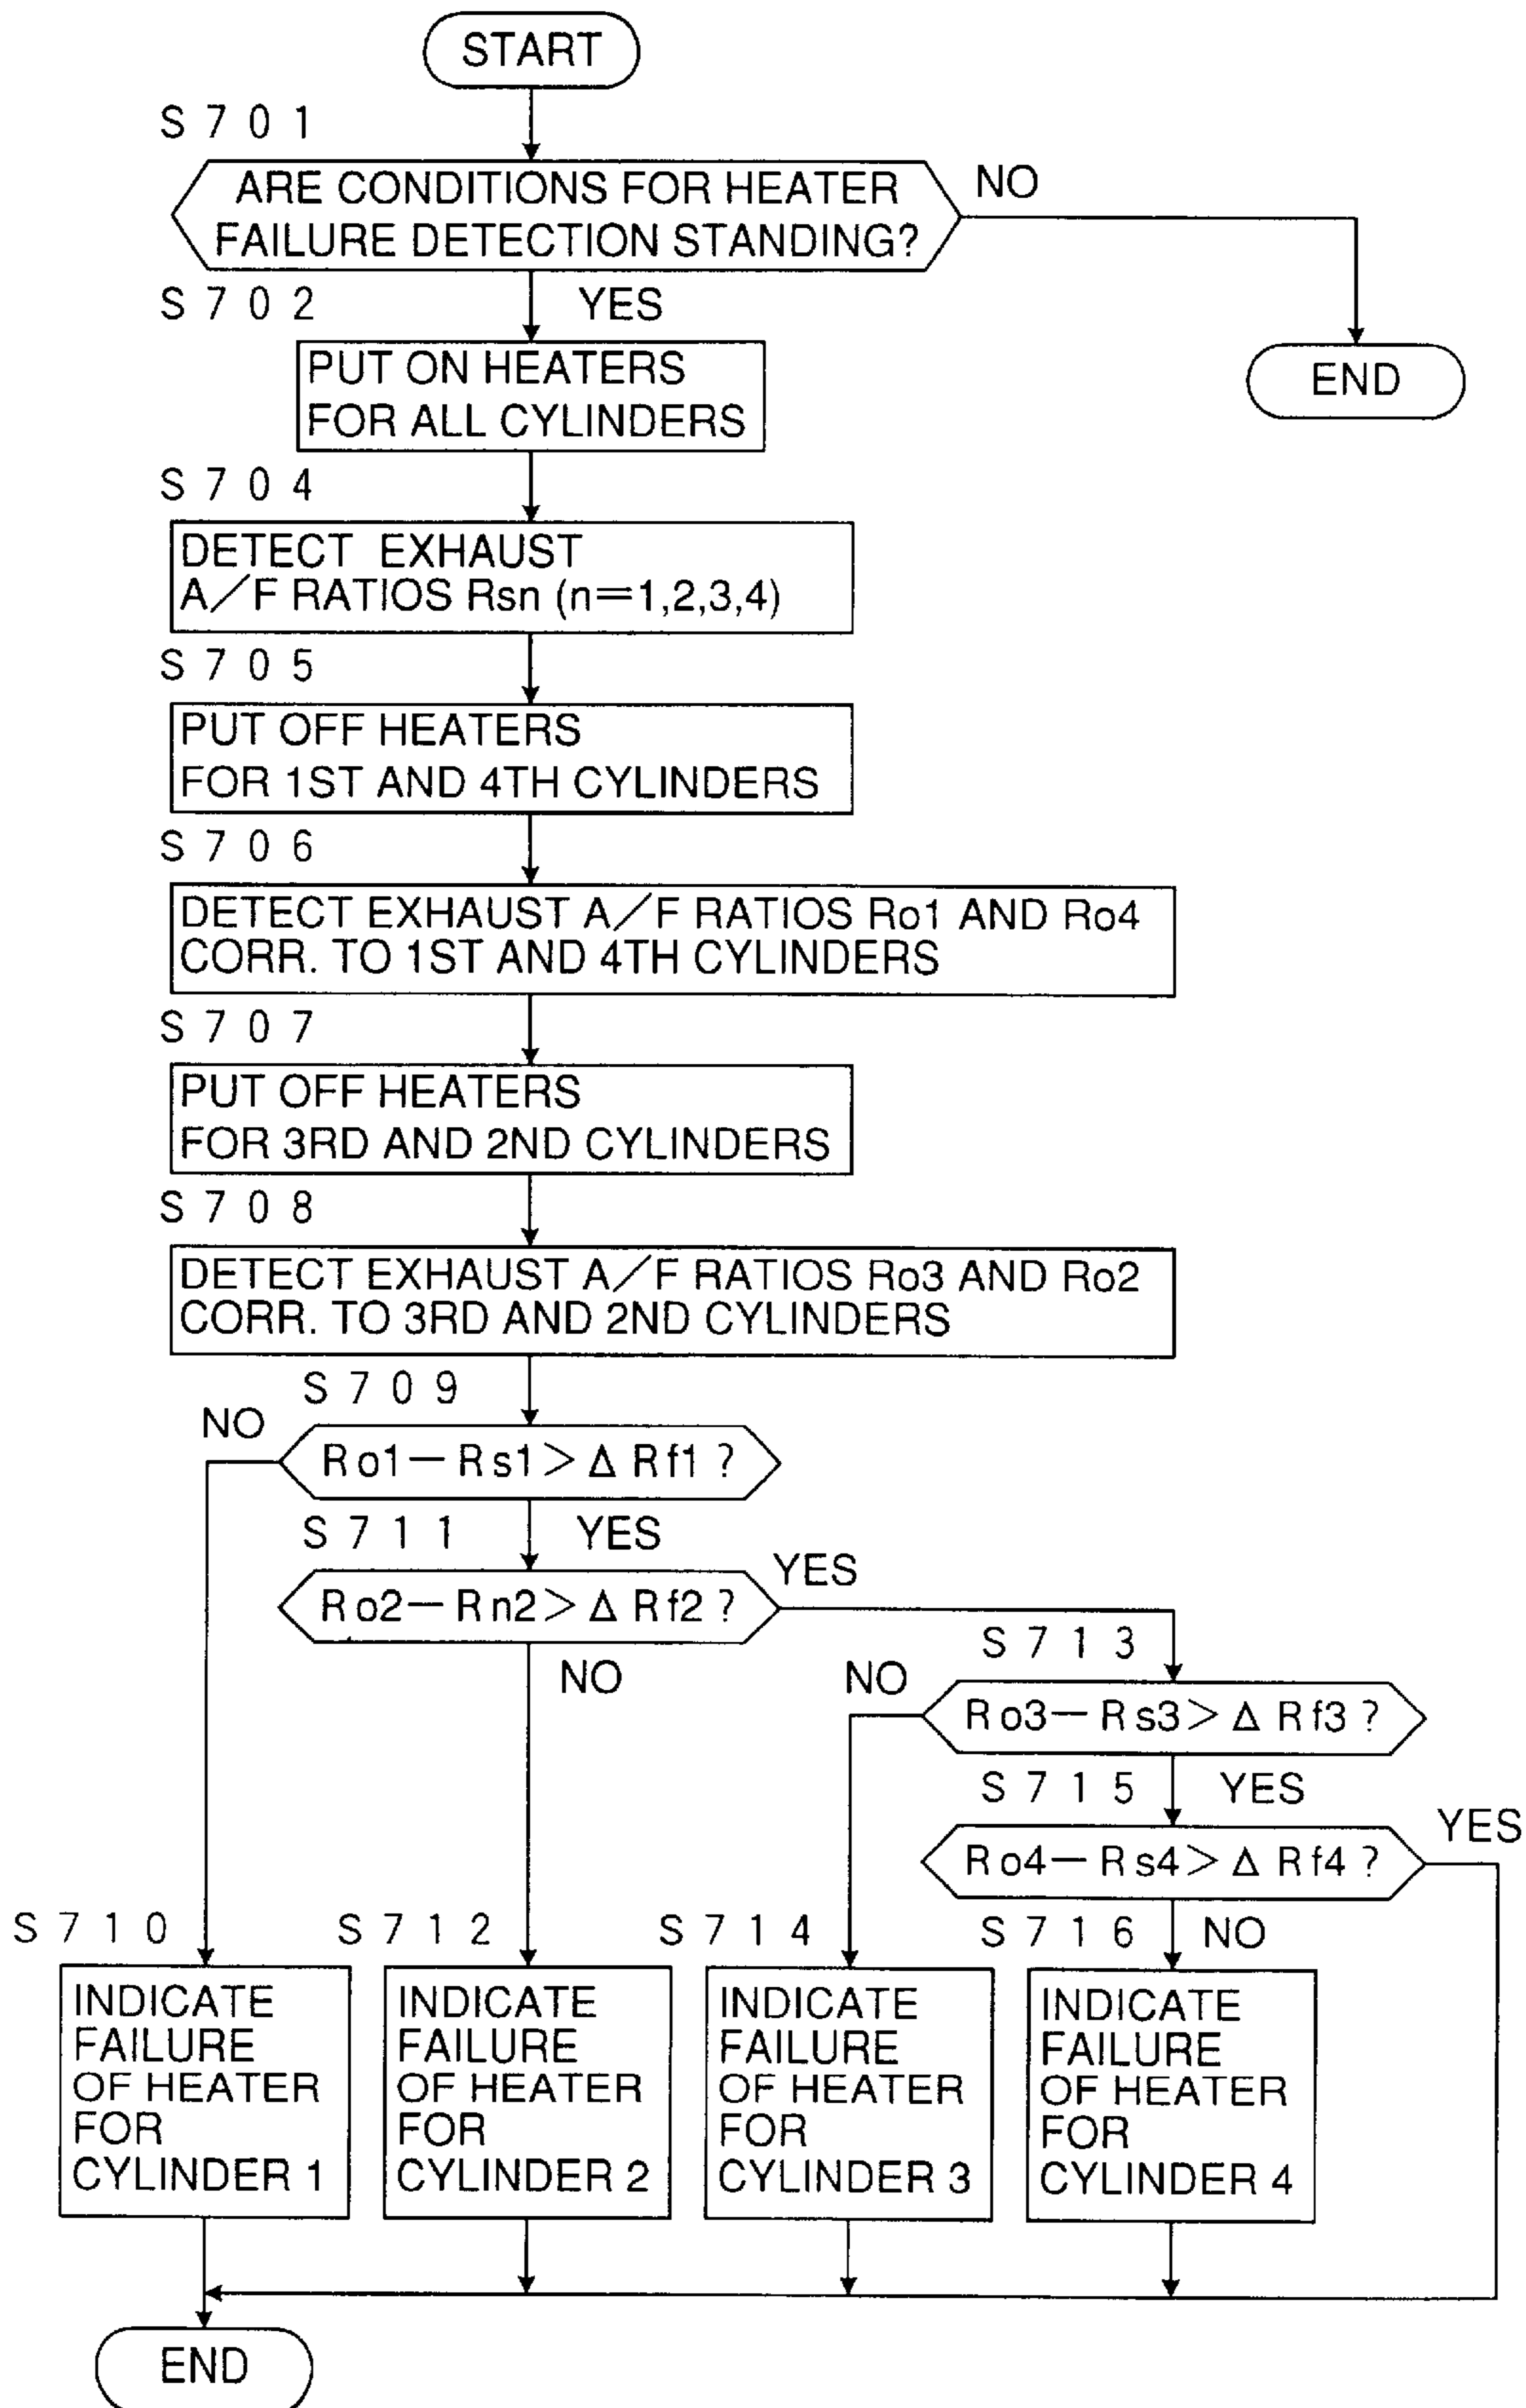 START
S701
ARE CONDITIONS FOR HEATER
FAILURE DETECTION STANDING?
NO
S702
YES
PUT ON HEATERS
FOR ALL CYLINDERS
END
S704
DETECT EXHAUST
A/F RATIOS Rsn (n=1,2,3,4)
S705
PUT OFF HEATERS
FOR 1ST AND 4TH CYLINDERS
S706
DETECT EXHAUST A/F RATIOS Ro1 AND Ro4
CORR. TO 1ST AND 4TH CYLINDERS
S707
PUT OFF HEATERS
FOR 3RD AND 2ND CYLINDERS
S708
DETECT EXHAUST A/F RATIOS Ro3 AND Ro2
CORR. TO 3RD AND 2ND CYLINDERS
S709
NO
Ro1-Rs1>Δ Rf1 ?
S711
YES
Ro2-Rn2>Δ Rf2 ?
YES
NO
S713
NO
Ro3-Rs3>Δ Rf3 ?
S715
YES
Ro4-Rs4>Δ Rf4 ?
YES
S710
INDICATE
FAILURE
OF HEATER
FOR
CYLINDER 1
S712
INDICATE
FAILURE
OF HEATER
FOR
CYLINDER 2
S714
INDICATE
FAILURE
OF HEATER
FOR
CYLINDER 3
S716
NO
INDICATE
FAILURE
OF HEATER
FOR
CYLINDER 4
END